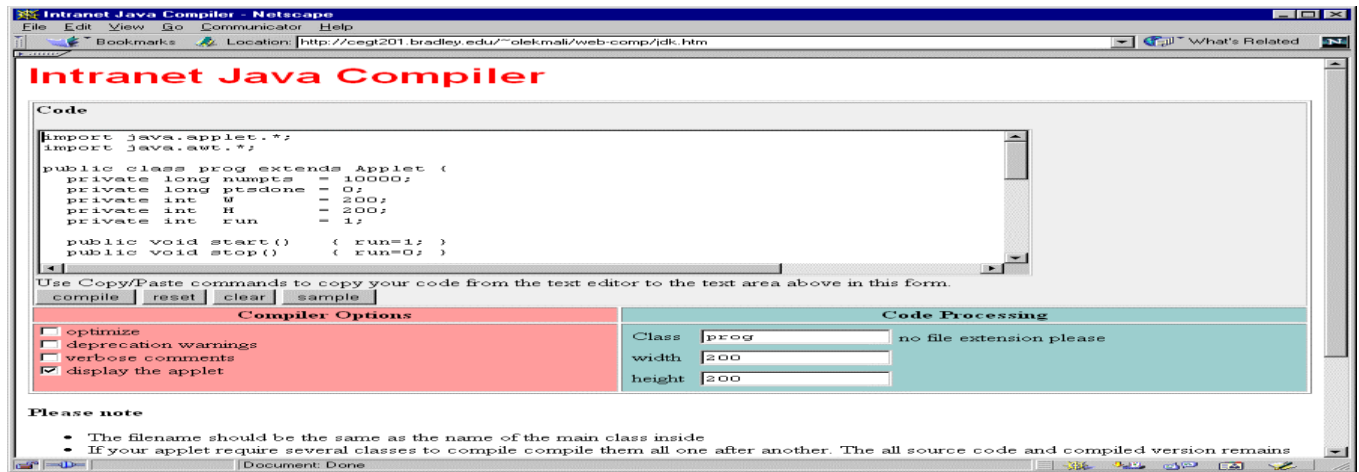 Intranet Java Compiler - Netscape
File Edit View Go Communicator Help
Bookmarks Location: http://cegt201.bradley.edu/~olekmali/web-comp/jdk.htm What's Related
Intranet Java Compiler
Code
import java.applet.*;
import java.awt.*;
public class prog extends Applet {
private long numpts = 10000;
private long ptsdone = 0;
private int W = 200;
private int H = 200;
private int run = 1;
public void start() { run=1; }
public void stop() { run=0; }
Use Copy/Paste commands to copy your code from the text editor to the text area above in this form.
compile reset clear sample
Compiler Options Code Processing
optimize
deprecation warnings
verbose comments
display the applet
Class prog no file extension please
width 200
height 200
Please note
• The filename should be the same as the name of the main class inside
• If your applet require several classes to compile compile them all one after another. The all source code and compiled version remains
Document: Done